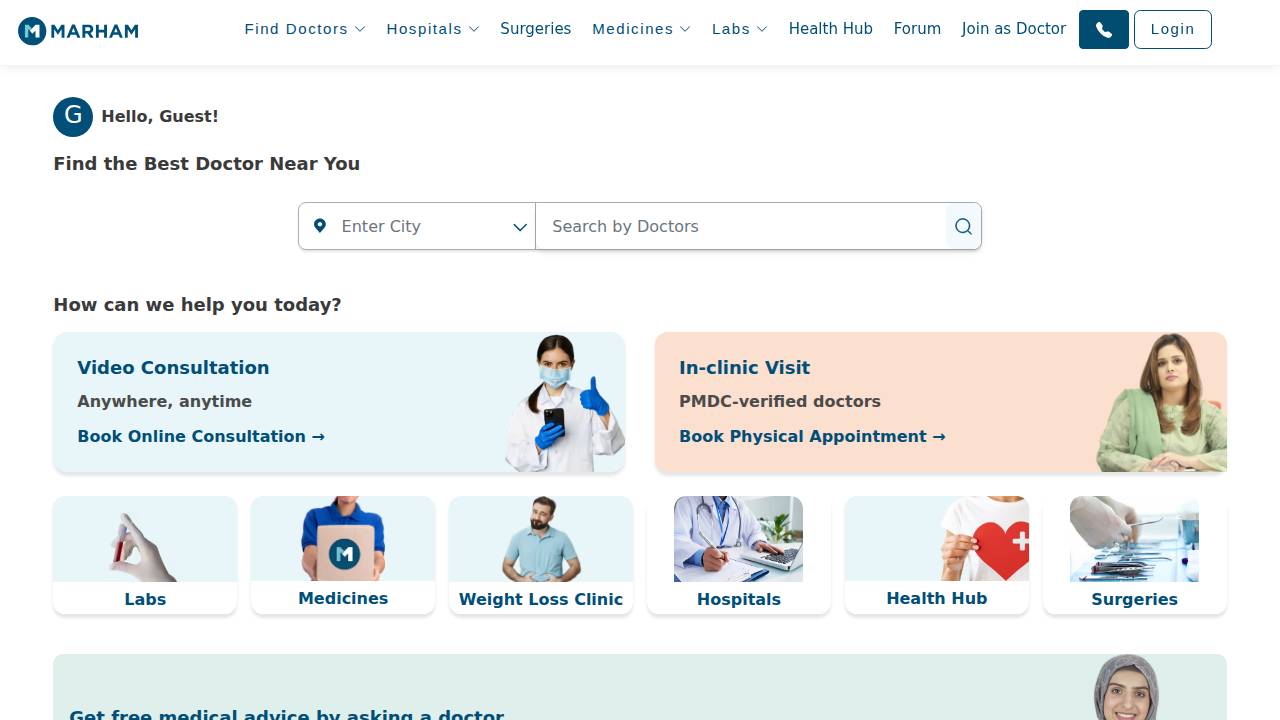 MARHAM
Find Doctors
Hospitals
Surgeries
Medicines
Labs
Health Hub
Forum
Join as Doctor
Login
G
Hello, Guest!
Find the Best Doctor Near You
Enter City
Search by Doctors
How can we help you today?
Video Consultation
Anywhere, anytime
Book Online Consultation →
In-clinic Visit
PMDC-verified doctors
Book Physical Appointment →
Labs
Medicines
Weight Loss Clinic
Hospitals
Health Hub
Surgeries
Get free medical advice by asking a doctor